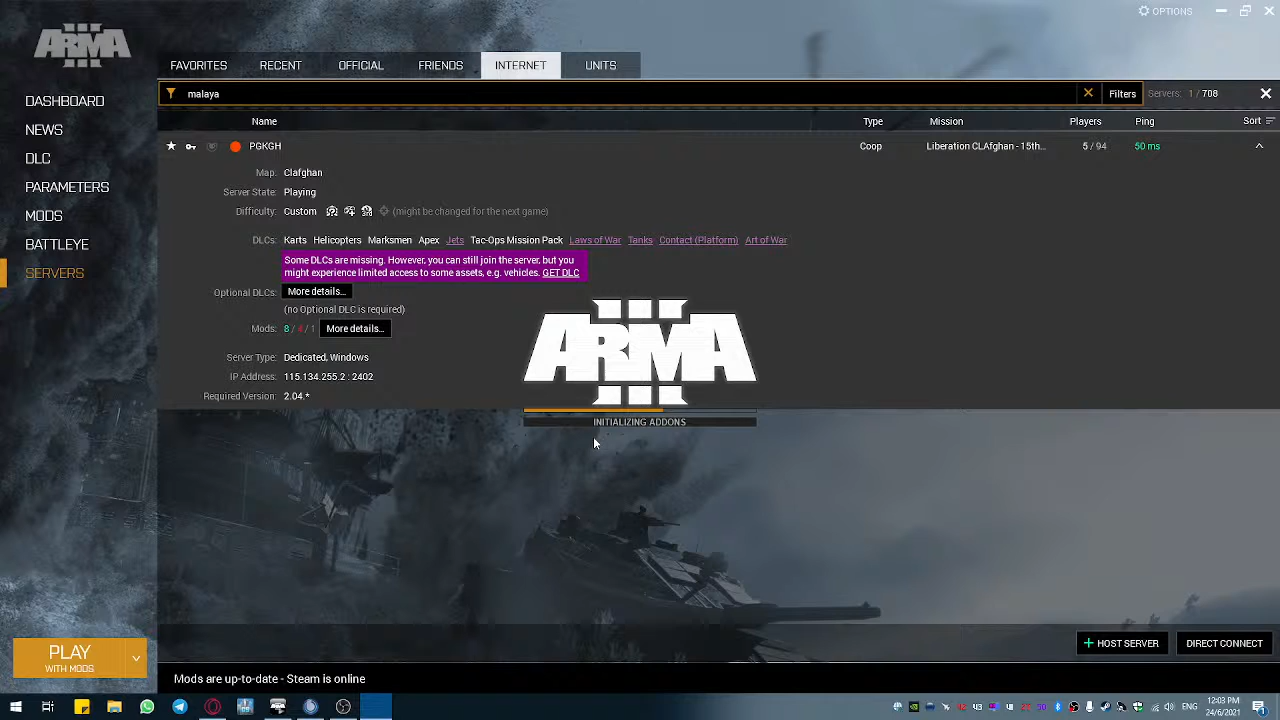 ARMA III
OPTIONS
FAVORITES RECENT OFFICIAL FRIENDS INTERNET UNITS
malaya Filters Servers: 1 / 708
DASHBOARD
NEWS
DLC
PARAMETERS
MODS
BATTLEYE
SERVERS
Name Type Mission Players Ping Sort
PGKGH Coop Liberation CLAfghan - 15th... 5 / 94 50 ms
Map: Clafghan
Server State: Playing
Difficulty: Custom (might be changed for the next game)
DLCs: Karts Helicopters Marksmen Apex Jets Tac-Ops Mission Pack Laws of War Tanks Contact (Platform) Art of War
Some DLCs are missing. However, you can still join the server, but you
might experience limited access to some assets, e.g. vehicles. GET DLC
Optional DLCs: More details...
(no Optional DLC is required)
Mods: 8 / 4 / 1 More details...
Server Type: Dedicated, Windows
IP Address: 115.134.255.2 : 2402
Required Version: 2.04.*
ARMA III
INITIALIZING ADDONS
PLAY
WITH MODS
HOST SERVER DIRECT CONNECT
Mods are up-to-date - Steam is online
ENG
12:03 PM
24/6/2021